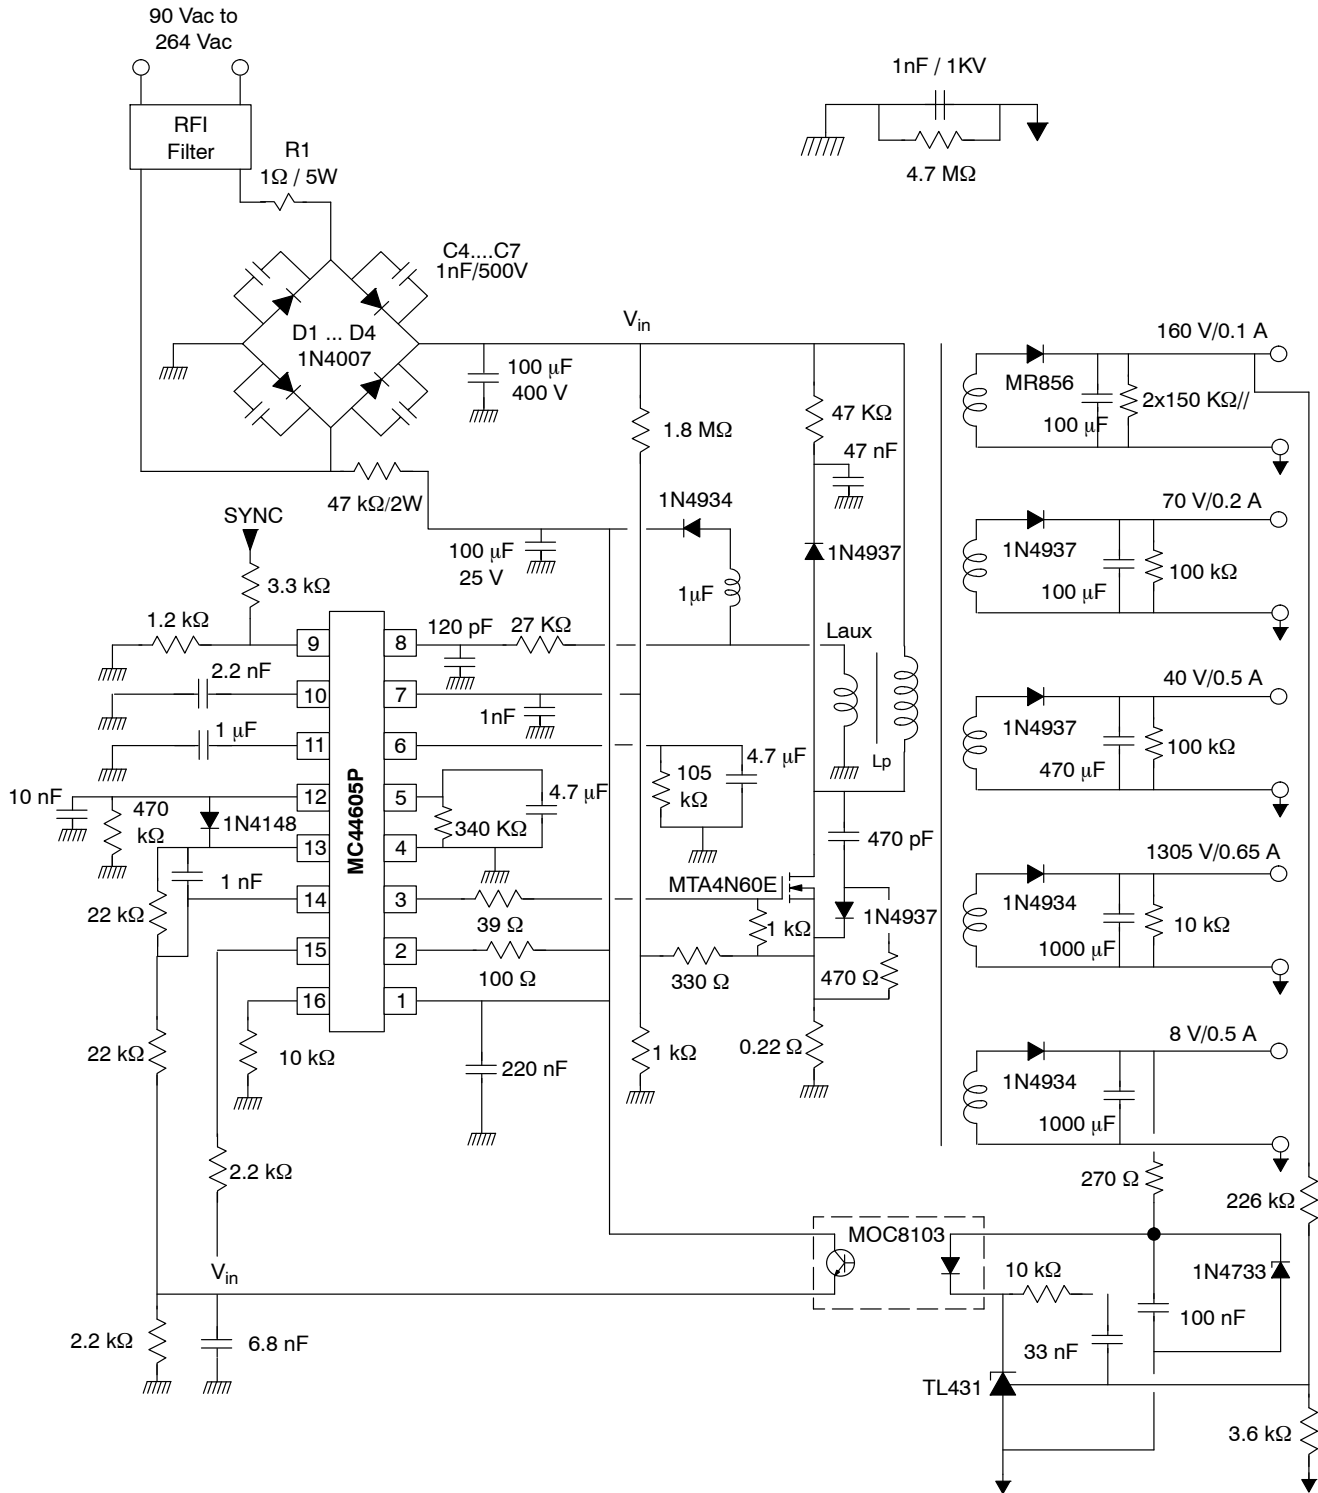 90 Vac to
264 Vac
RFI
Filter
R1
1Ω / 5W
1nF / 1KV
4.7 MΩ
C4....C7
1nF/500V
D1 ... D4
1N4007
Vin
100 μF
400 V
1.8 MΩ
47 KΩ
47 nF
160 V/0.1 A
MR856
100 μF
2x150 KΩ//
47 kΩ/2W
1N4934
1N4937
100 μF
25 V
1μF
70 V/0.2 A
1N4937
100 μF
100 kΩ
SYNC
3.3 kΩ
1.2 kΩ
2.2 nF
1 μF
10 nF
470
kΩ
1N4148
1 nF
22 kΩ
22 kΩ
10 kΩ
2.2 kΩ
MC44605P
9
10
11
12
13
14
15
16
8
7
6
5
4
3
2
1
120 pF
27 KΩ
1nF
Laux
Lp
105
kΩ
4.7 μF
340 KΩ
4.7 μF
470 pF
MTA4N60E
1N4937
1 kΩ
39 Ω
100 Ω
330 Ω
470 Ω
220 nF
1 kΩ
0.22 Ω
40 V/0.5 A
1N4937
470 μF
100 kΩ
1305 V/0.65 A
1N4934
1000 μF
10 kΩ
8 V/0.5 A
1N4934
1000 μF
270 Ω
226 kΩ
MOC8103
10 kΩ
1N4733
100 nF
33 nF
TL431
3.6 kΩ
Vin
2.2 kΩ
6.8 nF